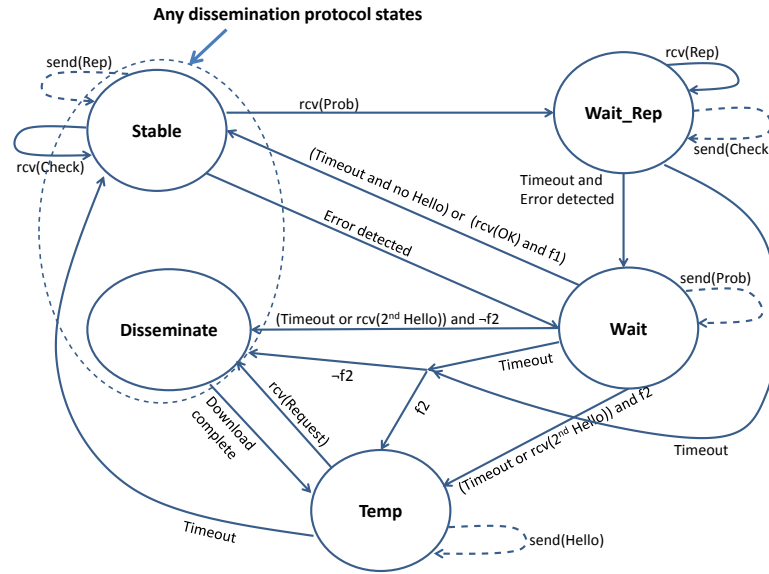 Any dissemination protocol states
send(Rep)
rcv(Rep)
rcv(Prob)
Stable
Wait_Rep
rcv(Check)
send(Check
(Timeout and no Hello) or (rcv(OK) and f1)
Timeout and
Error detected
Error detected
send(Prob)
Disseminate
(Timeout or rcv(2nd Hello)) and ¬f2
Wait
Timeout
¬f2
f2
rcv(Request)
Download
complete
(Timeout or rcv(2nd Hello)) and f2
Timeout
Temp
Timeout
send(Hello)